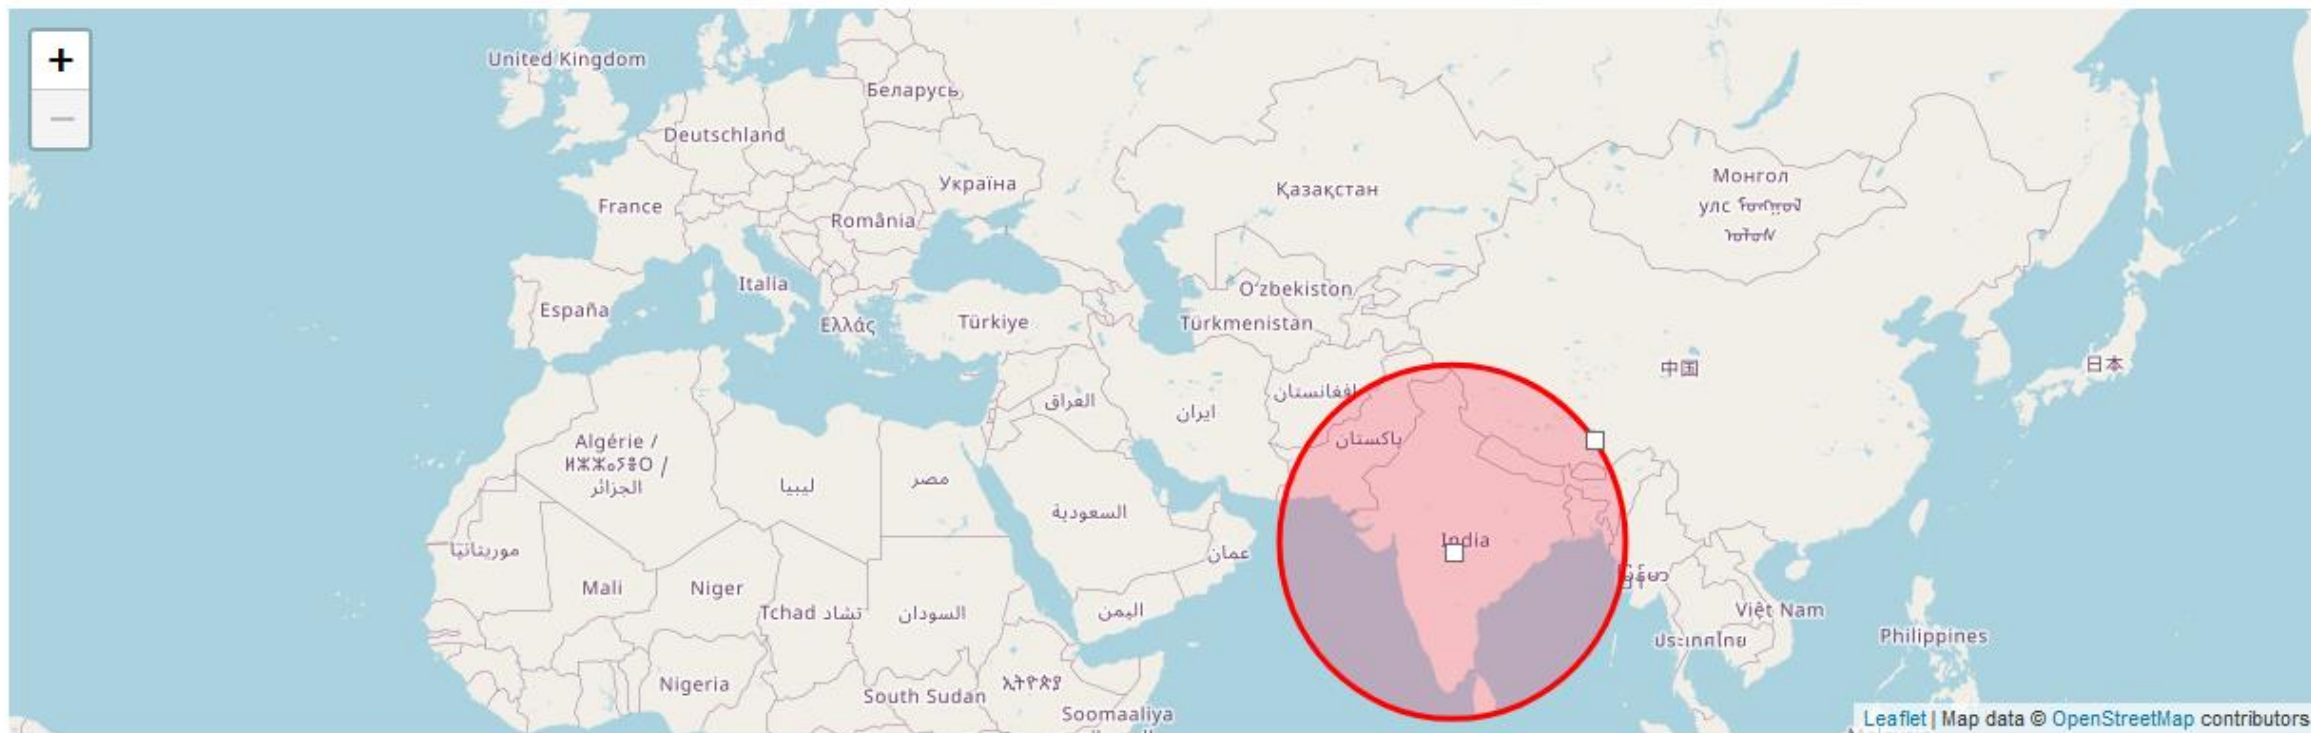 +
−
United Kingdom
Беларусь
Deutschland
Україна
France
România
Қазақстан
Монгол
улс
Italia
España
Ελλάς
Türkiye
Oʻzbekiston
Türkmenistan
中国
日本
افغانستان
العراق
ایران
پاکستان
Algérie /
ⵍⵣⵣⴰⵢⴻⵔ /
الجزائر
ليبيا
مصر
السعودية
India
عمان
موريتانيا
Mali
Niger
Tchad تشاد
السودان
اليمن
Việt Nam
ประเทศไทย
Philippines
Nigeria
South Sudan
ኢትዮጵያ
Soomaaliya
Leaflet | Map data © OpenStreetMap contributors